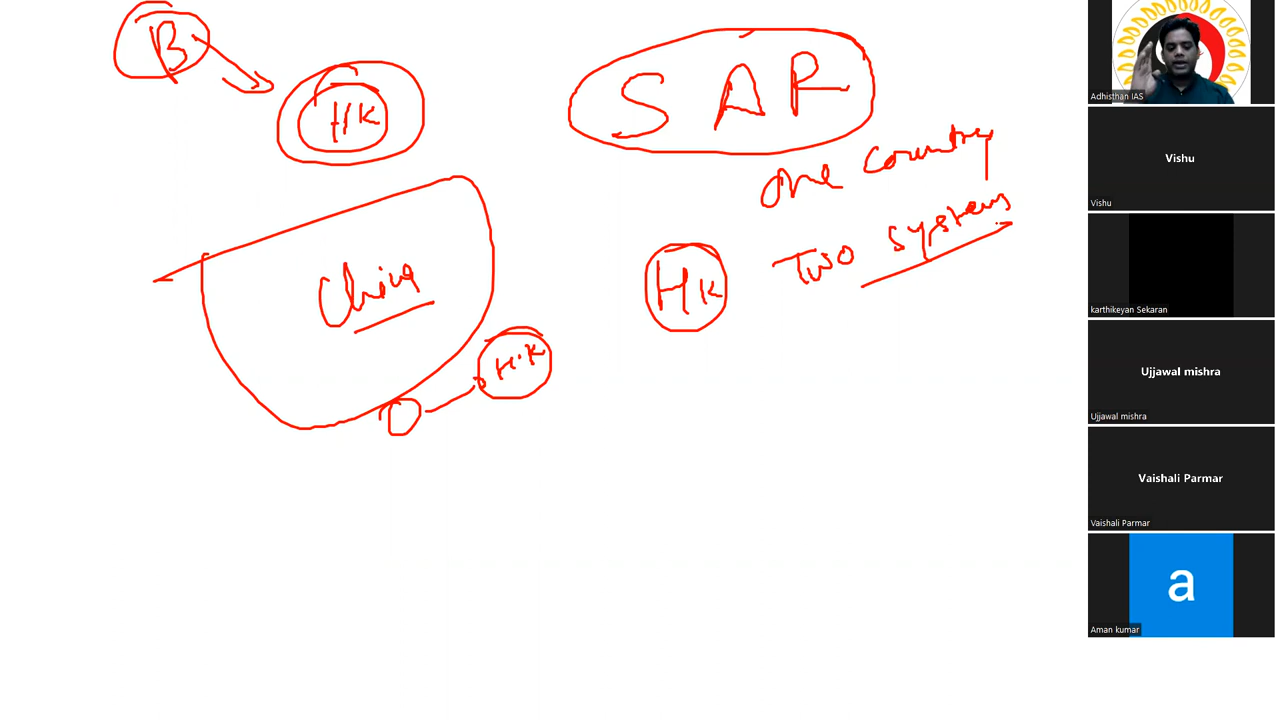 B
HK
SAR
One Country
Two Systems
China
HK
H.K
Adhisthan IAS
Vishu
Vishu
karthikeyan Sekaran
Ujjawal mishra
Ujjawal mishra
Vaishali Parmar
Vaishali Parmar
a
Aman kumar